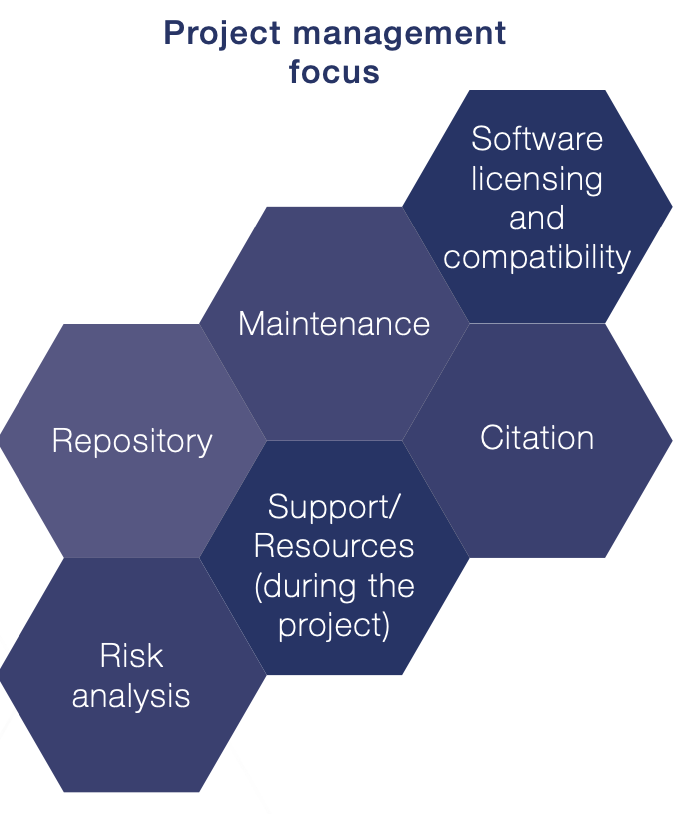 Project management
focus
Software
licensing
and
compatibility
Maintenance
Repository
Citation
Support/
Resources
(during the
project)
Risk
analysis